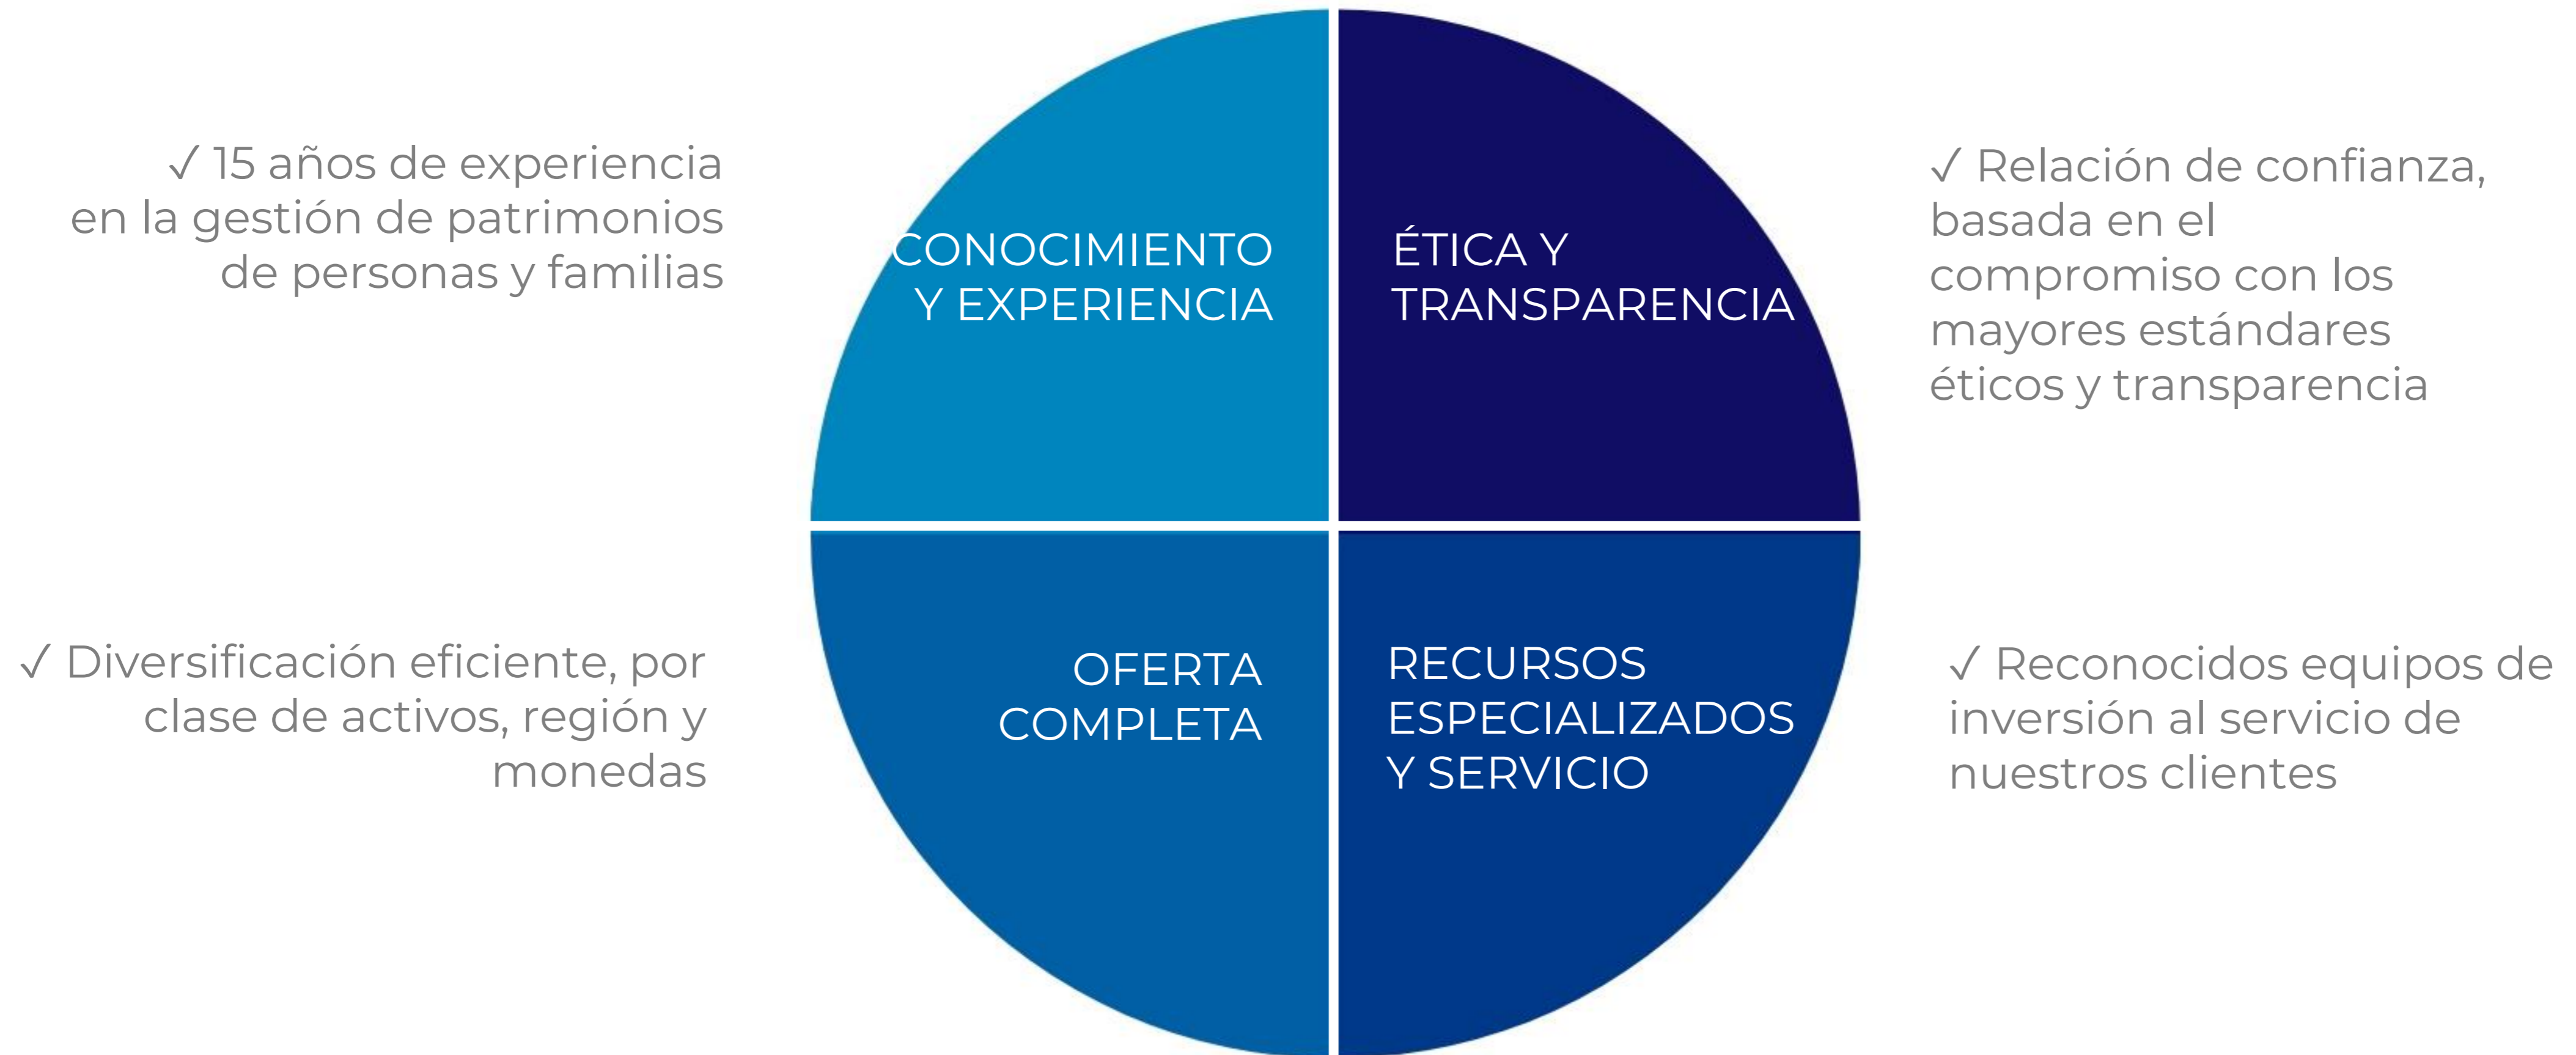 ✓ 15 años de experiencia
en la gestión de patrimonios
de personas y familias
CONOCIMIENTO
Y EXPERIENCIA
ÉTICA Y
TRANSPARENCIA
✓ Relación de confianza,
basada en el
compromiso con los
mayores estándares
éticos y transparencia
✓ Diversificación eficiente, por
clase de activos, región y
monedas
OFERTA
COMPLETA
RECURSOS
ESPECIALIZADOS
Y SERVICIO
✓ Reconocidos equipos de
inversión al servicio de
nuestros clientes